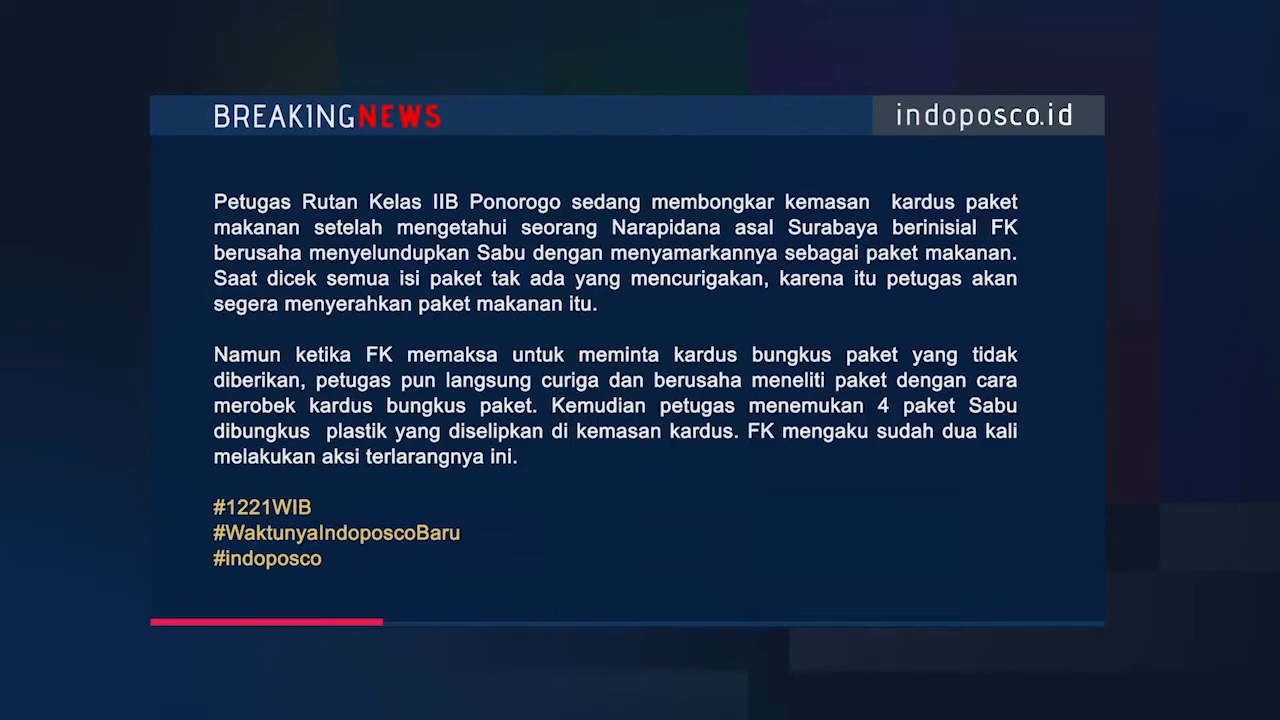 BREAKINGNEWS
indoposco.id
Petugas Rutan Kelas IIB Ponorogo sedang membongkar kemasan kardus paket
makanan setelah mengetahui seorang Narapidana asal Surabaya berinisial FK
berusaha menyelundupkan Sabu dengan menyamarkannya sebagai paket makanan.
Saat dicek semua isi paket tak ada yang mencurigakan, karena itu petugas akan
segera menyerahkan paket makanan itu.
Namun ketika FK memaksa untuk meminta kardus bungkus paket yang tidak
diberikan, petugas pun langsung curiga dan berusaha meneliti paket dengan cara
merobek kardus bungkus paket. Kemudian petugas menemukan 4 paket Sabu
dibungkus plastik yang diselipkan di kemasan kardus. FK mengaku sudah dua kali
melakukan aksi terlarangnya ini.
#1221WIB
#WaktunyaIndoposcoBaru
#indoposco